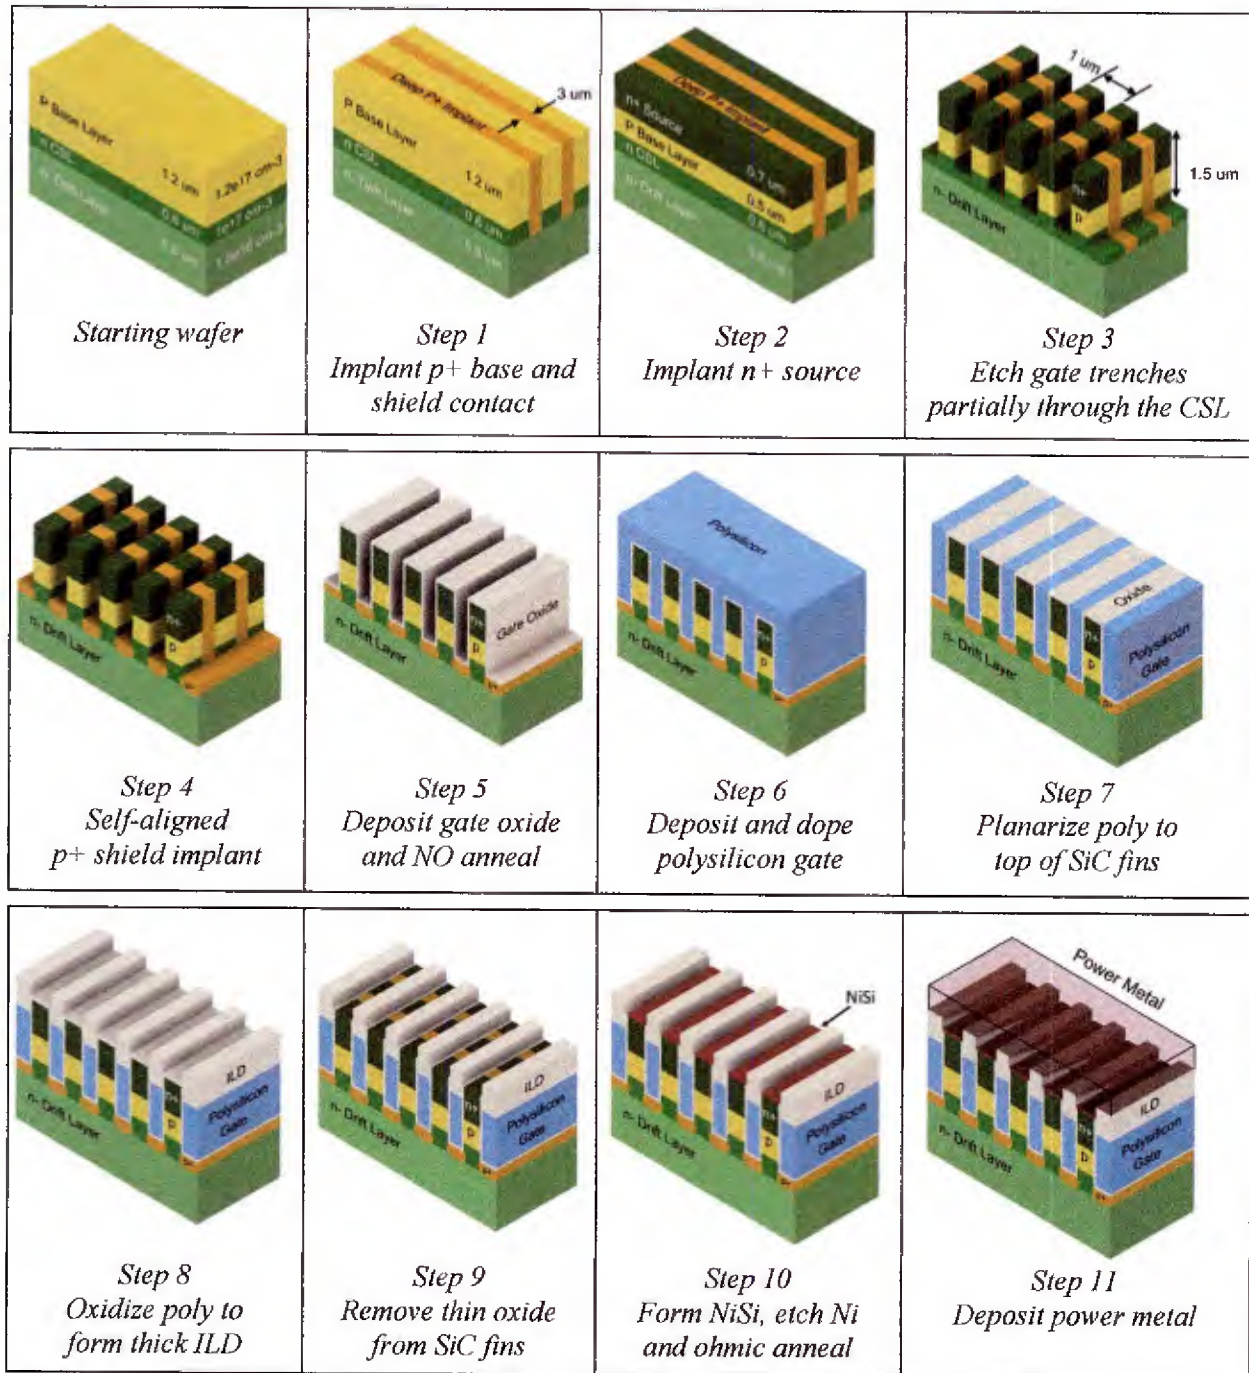 P Base Layer
1.2 um
1.2e17 cm-3
n CSL
0.6 um
1e17 cm-3
n- Drift Layer
Starting wafer
Deep P+ Implant
3 um
P Base Layer
1.2 um
n CSL
0.6 um
Step 1
Implant p+ base and
shield contact
Deep P+ Implant
n+ Source
0.7 um
P Base Layer
0.5 um
n CSL
n- Drift Layer
Step 2
Implant n+ source
1 um
1.5 um
n+
p
n- Drift Layer
Step 3
Etch gate trenches
partially through the CSL
n+
p
n- Drift Layer
Step 4
Self-aligned
p+ shield implant
Gate Oxide
n+
p
n- Drift Layer
Step 5
Deposit gate oxide
and NO anneal
Polysilicon
n+
p
n- Drift Layer
Step 6
Deposit and dope
polysilicon gate
Oxide
n+
p
Polysilicon
Gate
n- Drift Layer
Step 7
Planarize poly to
top of SiC fins
ILD
n+
p
Polysilicon
Gate
n- Drift Layer
Step 8
Oxidize poly to
form thick ILD
ILD
n+
p
Polysilicon
Gate
n- Drift Layer
Step 9
Remove thin oxide
from SiC fins
NiSi
ILD
n+
p
Polysilicon
Gate
n- Drift Layer
Step 10
Form NiSi, etch Ni
and ohmic anneal
Power Metal
ILD
n+
p
Polysilicon
Gate
n- Drift Layer
Step 11
Deposit power metal